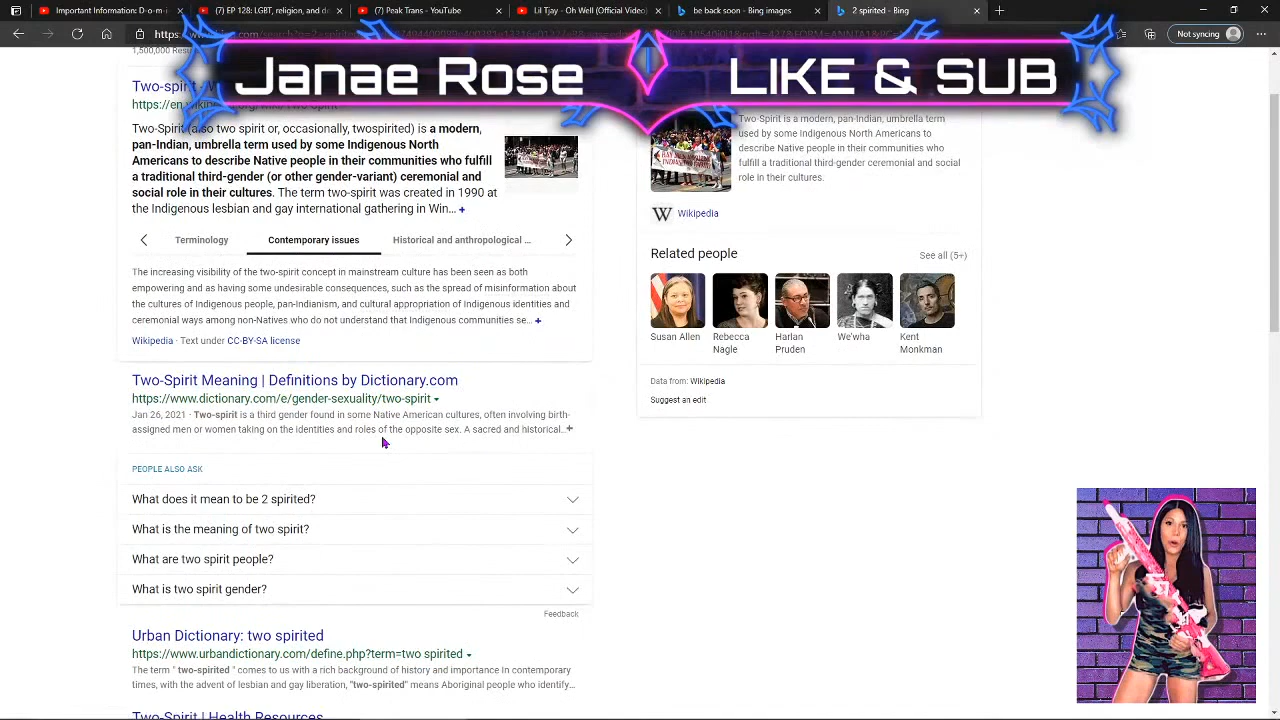 Important Information: D-o-m-i
(7) EP 128: LGBT, religion, and de
(7) Peak Trans - YouTube
Lil Tjay - Oh Well (Official Video)
be back soon - Bing images
2 spirited - Bing
Not syncing
Janae Rose
LIKE & SUB
Two-spirit
Two-Spirit (also two spirit or, occasionally, twospirited) is a modern,
pan-Indian, umbrella term used by some Indigenous North
Americans to describe Native people in their communities who fulfill
a traditional third-gender (or other gender-variant) ceremonial and
social role in their cultures. The term two-spirit was created in 1990 at
the Indigenous lesbian and gay international gathering in Win... +
Terminology
Contemporary issues
Historical and anthropological ...
The increasing visibility of the two-spirit concept in mainstream culture has been seen as both
empowering and as having some undesirable consequences, such as the spread of misinformation about
the cultures of Indigenous people, pan-Indianism, and cultural appropriation of Indigenous identities and
ceremonial ways among non-Natives who do not understand that Indigenous communities se... +
Wikipedia · Text under CC-BY-SA license
Two-Spirit Meaning | Definitions by Dictionary.com
https://www.dictionary.com/e/gender-sexuality/two-spirit
Jan 26, 2021 · Two-spirit is a third gender found in some Native American cultures, often involving birth-
assigned men or women taking on the identities and roles of the opposite sex. A sacred and historical... +
PEOPLE ALSO ASK
What does it mean to be 2 spirited?
What is the meaning of two spirit?
What are two spirit people?
What is two spirit gender?
Feedback
Urban Dictionary: two spirited
https://www.urbandictionary.com/define.php?term=two spirited
The term " two-spirited " comes to us with a rich background of history and importance In contemporary
times, with the advent of lesbian and gay liberation, "two-spirited" means Aboriginal people who identify...
Two-Spirit | Health Resources
Two-Spirit is a modern, pan-Indian, umbrella term
used by some Indigenous North Americans to
describe Native people in their communities who
fulfill a traditional third-gender ceremonial and social
role in their cultures.
W Wikipedia
Related people
See all (5+)
Susan Allen
Rebecca
Nagle
Harlan
Pruden
We'wha
Kent
Monkman
Data from: Wikipedia
Suggest an edit